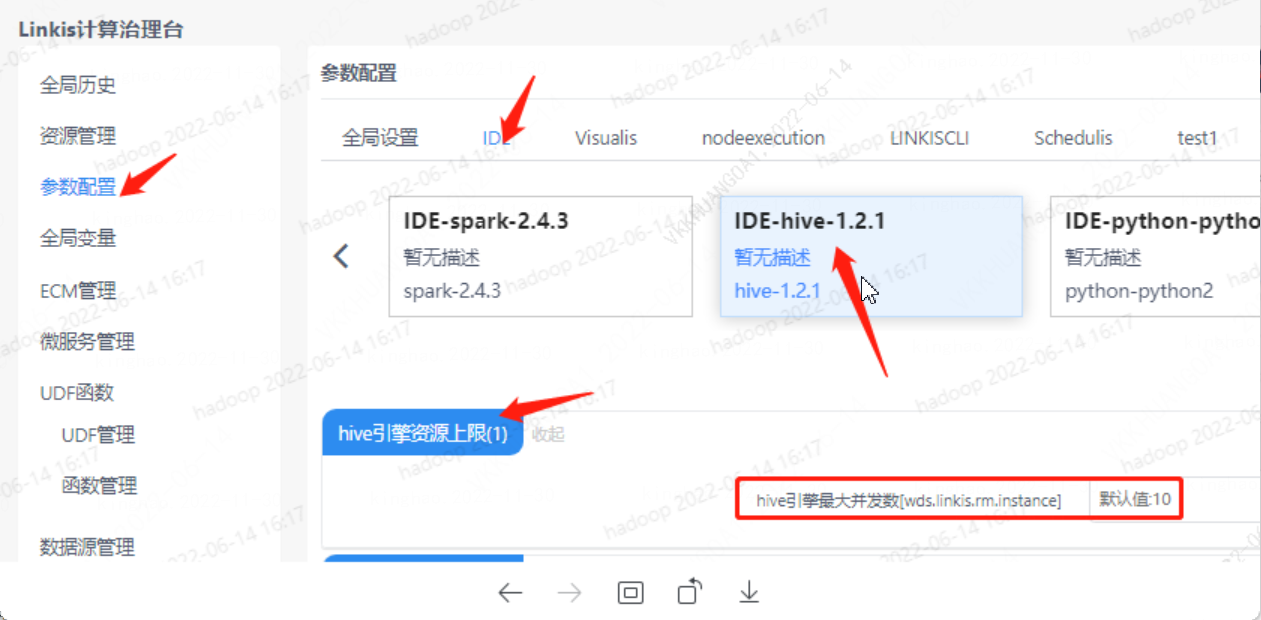 Linkis计算治理台
全局历史
资源管理
参数配置
全局变量
ECM管理
微服务管理
UDF函数
UDF管理
函数管理
数据源管理
参数配置
全局设置 IDE Visualis nodeexecution LINKISCLI Schedulis test1
IDE-spark-2.4.3
暂无描述
spark-2.4.3
IDE-hive-1.2.1
暂无描述
hive-1.2.1
IDE-python-pytho
暂无描述
python-python2
hive引擎资源上限(1) 收起
hive引擎最大并发数[wds.linkis.rm.instance] 默认值:10
hadoop 2022-06-14 16:17